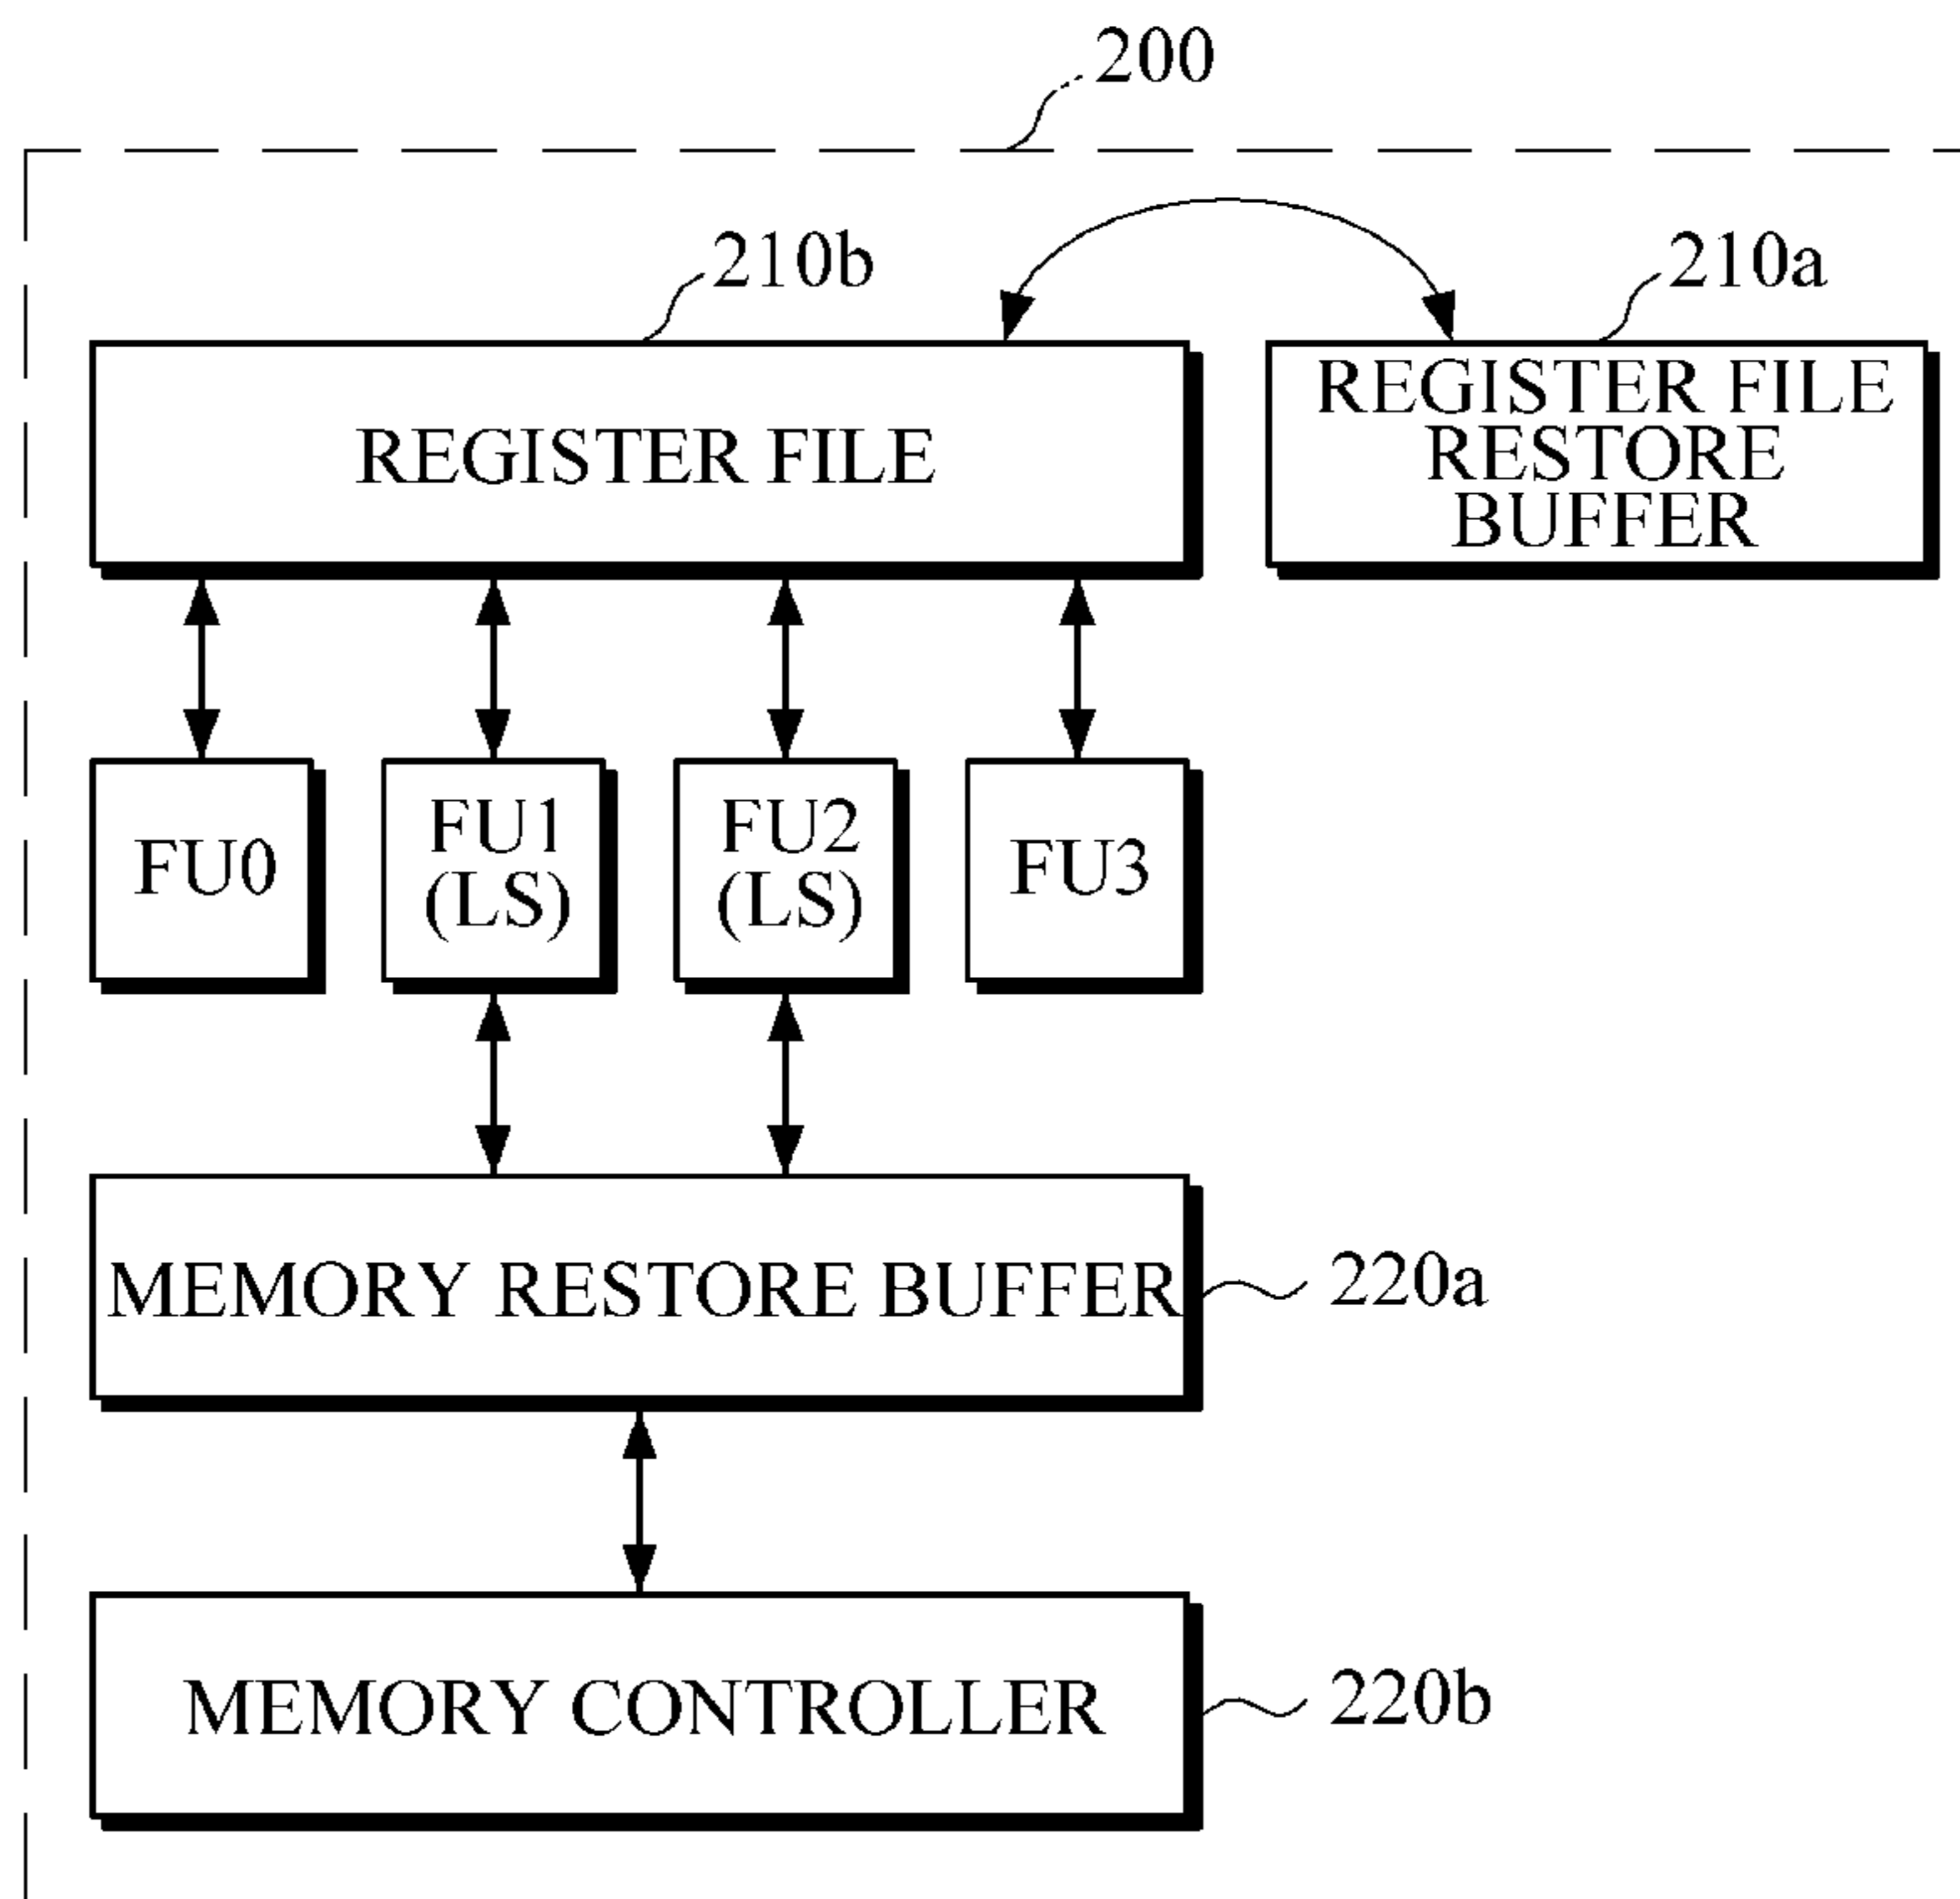 200
210b
210a
REGISTER FILE
REGISTER FILE
RESTORE
BUFFER
FU0
FU1
(LS)
FU2
(LS)
FU3
MEMORY RESTORE BUFFER
220a
MEMORY CONTROLLER
220b